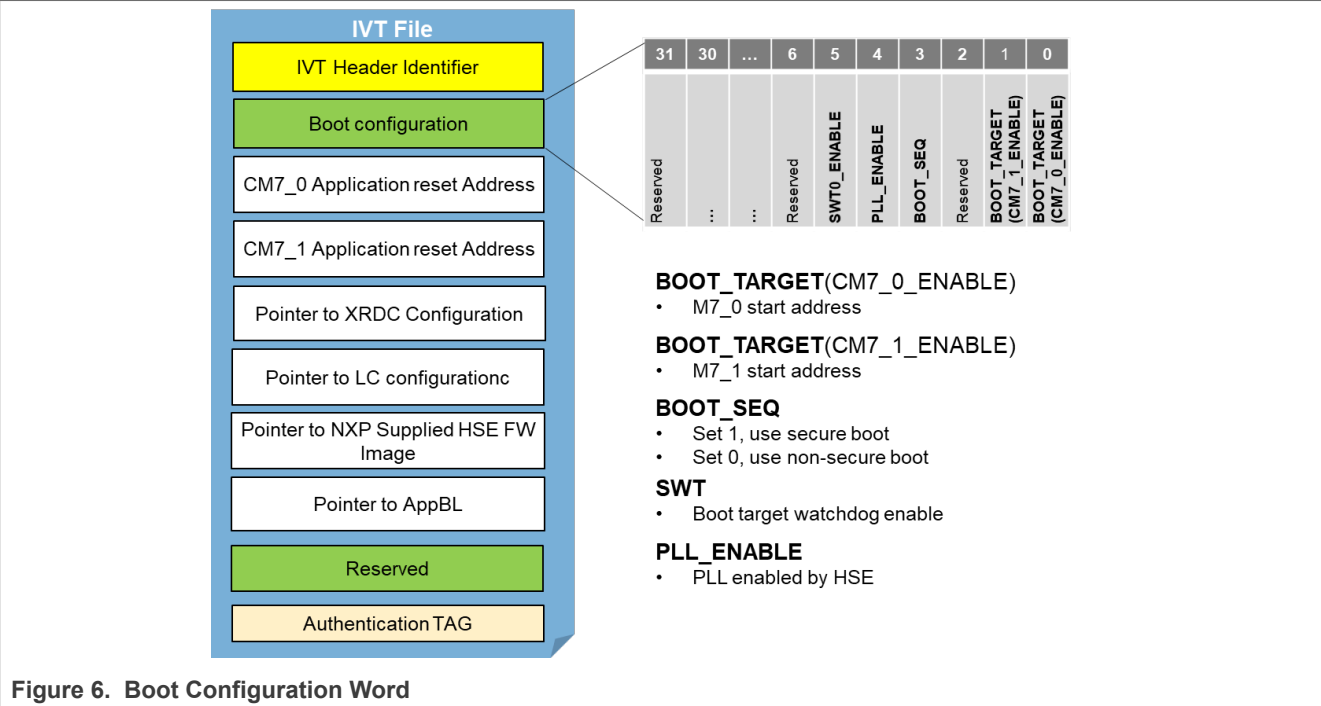 IVT File
IVT Header Identifier
Boot configuration
CM7_0 Application reset Address
CM7_1 Application reset Address
Pointer to XRDC Configuration
Pointer to LC configurationc
Pointer to NXP Supplied HSE FW
Image
Pointer to AppBL
Reserved
Authentication TAG
31 30 ... 6 5 4 3 2 1 0
Reserved
...
...
Reserved
SWT0_ENABLE
PLL_ENABLE
BOOT_SEQ
Reserved
BOOT_TARGET
(CM7_1_ENABLE)
BOOT_TARGET
(CM7_0_ENABLE)
BOOT_TARGET(CM7_0_ENABLE)
• M7_0 start address
BOOT_TARGET(CM7_1_ENABLE)
• M7_1 start address
BOOT_SEQ
• Set 1, use secure boot
• Set 0, use non-secure boot
SWT
• Boot target watchdog enable
PLL_ENABLE
• PLL enabled by HSE
Figure 6. Boot Configuration Word